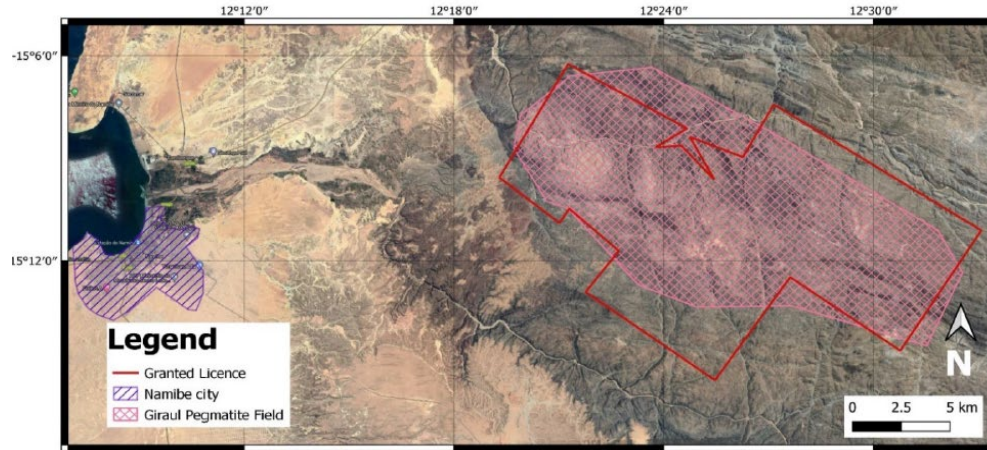 12°12′0″ 12°18′0″ 12°24′0″ 12°30′0″
-15°6′0″
15°12′0″
Legend
Granted Licence
Namibe city
Giraul Pegmatite Field
N
0 2.5 5 km